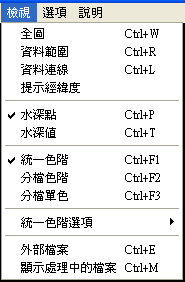 檢視 選項 說明
全圖 Ctrl+W
資料範圍 Ctrl+R
資料連線 Ctrl+L
提示經緯度
水深點 Ctrl+P
水深值 Ctrl+T
統一色階 Ctrl+F1
分檔色階 Ctrl+F2
分檔單色 Ctrl+F3
統一色階選項
外部檔案 Ctrl+E
顯示處理中的檔案 Ctrl+M